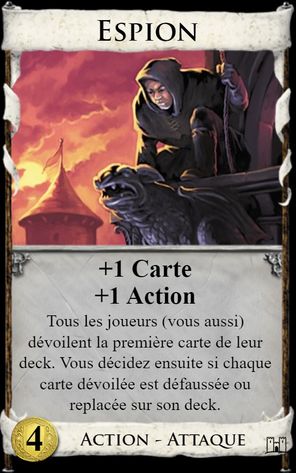 Espion
+1 Carte
+1 Action
Tous les joueurs (vous aussi)
dévoilent la première carte de leur
deck. Vous décidez ensuite si chaque
carte dévoilée est défaussée ou
replacée sur son deck.
4
Action - Attaque